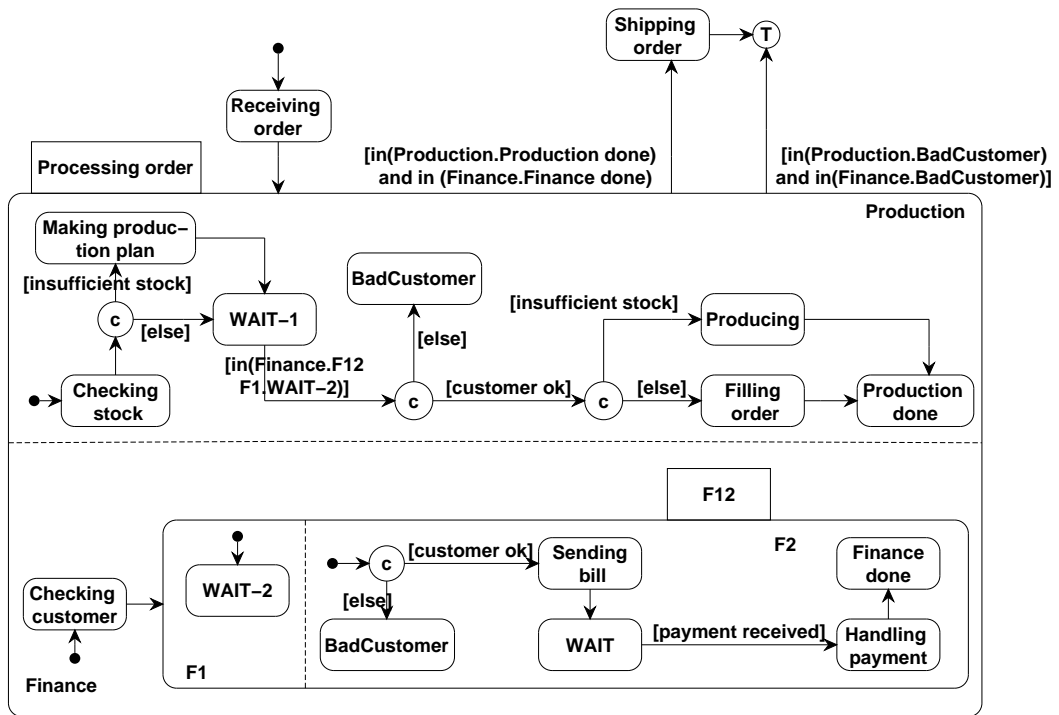 Shipping
order
T
Receiving
order
Processing order
[in(Production.Production done)
and in (Finance.Finance done)
[in(Production.BadCustomer)
and in(Finance.BadCustomer)]
Production
Making produc–
tion plan
[insufficient stock]
c
[else]
WAIT–1
BadCustomer
[else]
[insufficient stock]
Producing
[in(Finance.F12
F1.WAIT–2)]
Checking
stock
c
[customer ok]
c
[else]
Filling
order
Production
done
F12
F2
WAIT–2
c
[customer ok]
Sending
bill
Finance
done
Checking
customer
[else]
BadCustomer
WAIT
[payment received]
Handling
payment
F1
Finance